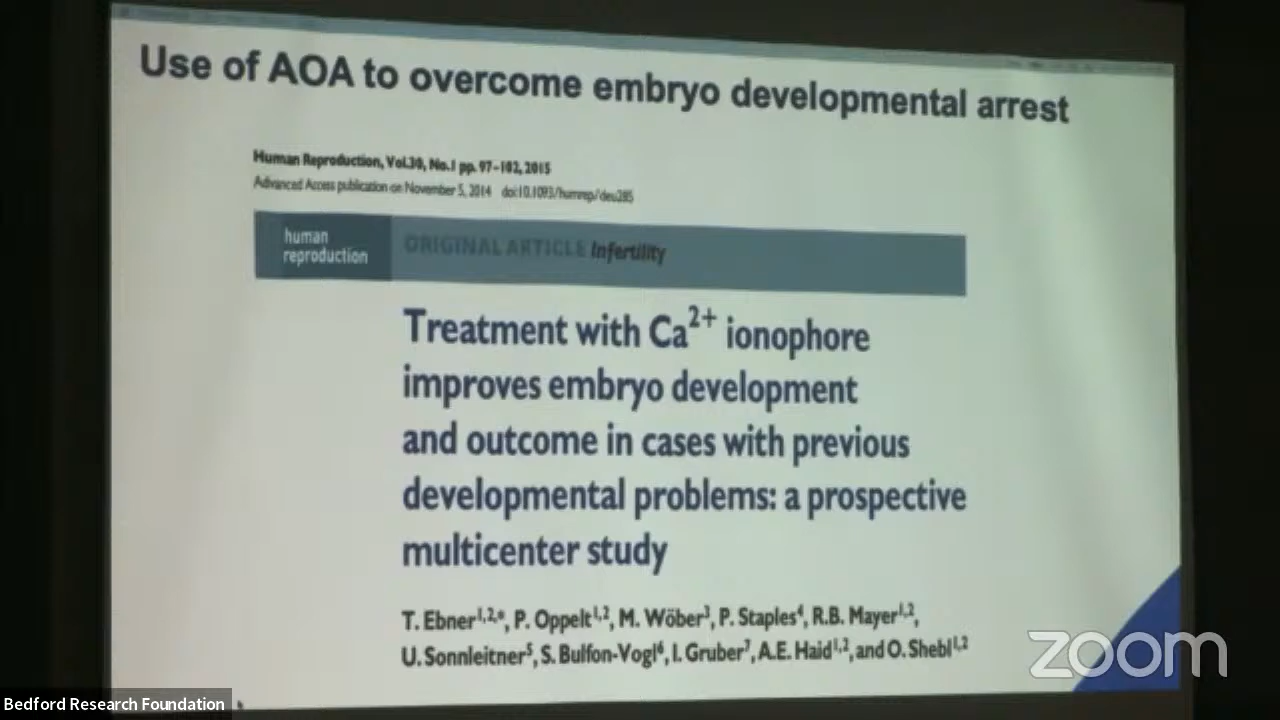 Use of AOA to overcome embryo developmental arrest
Human Reproduction, Vol.30, No.1 pp. 97–102, 2015
Advanced Access publication on November 5, 2014 doi:10.1093/humrep/deu285
human
reproduction
ORIGINAL ARTICLE Infertility
Treatment with Ca²⁺ ionophore
improves embryo development
and outcome in cases with previous
developmental problems: a prospective
multicenter study
T. Ebner¹,²,*, P. Oppelt¹,², M. Wöber³, P. Staples⁴, R.B. Mayer¹,²,
U. Sonnleitner⁵, S. Bulfon-Vogl⁶, I. Gruber⁷, A.E. Haid¹,², and O. Shebl¹,²
zoom
Bedford Research Foundation